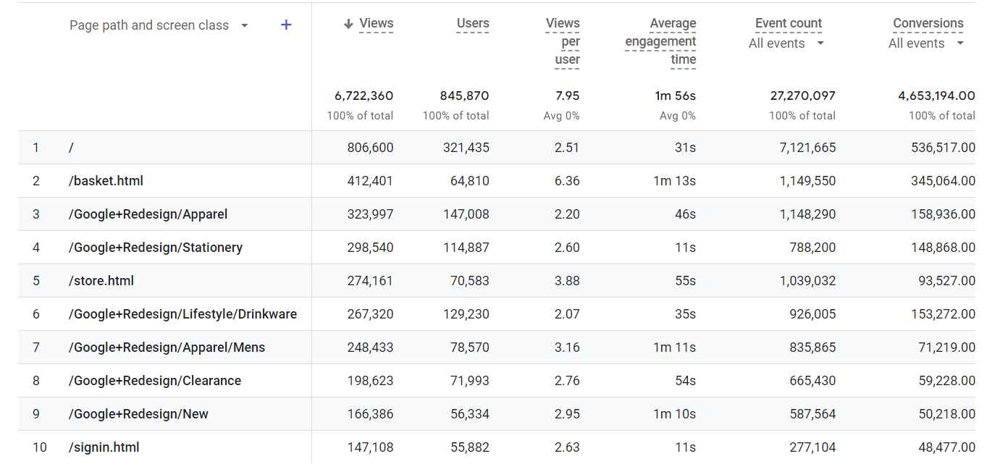 Page path and screen class + Views Users Views per user Average engagement time Event count All events Conversions All events
6,722,360 845,870 7.95 1m 56s 27,270,097 4,653,194.00
100% of total 100% of total Avg 0% Avg 0% 100% of total 100% of total
1 / 806,600 321,435 2.51 31s 7,121,665 536,517.00
2 /basket.html 412,401 64,810 6.36 1m 13s 1,149,550 345,064.00
3 /Google+Redesign/Apparel 323,997 147,008 2.20 46s 1,148,290 158,936.00
4 /Google+Redesign/Stationery 298,540 114,887 2.60 11s 788,200 148,868.00
5 /store.html 274,161 70,583 3.88 55s 1,039,032 93,527.00
6 /Google+Redesign/Lifestyle/Drinkware 267,320 129,230 2.07 35s 926,005 153,272.00
7 /Google+Redesign/Apparel/Mens 248,433 78,570 3.16 1m 11s 835,865 71,219.00
8 /Google+Redesign/Clearance 198,623 71,993 2.76 54s 665,430 59,228.00
9 /Google+Redesign/New 166,386 56,334 2.95 1m 10s 587,564 50,218.00
10 /signin.html 147,108 55,882 2.63 11s 277,104 48,477.00